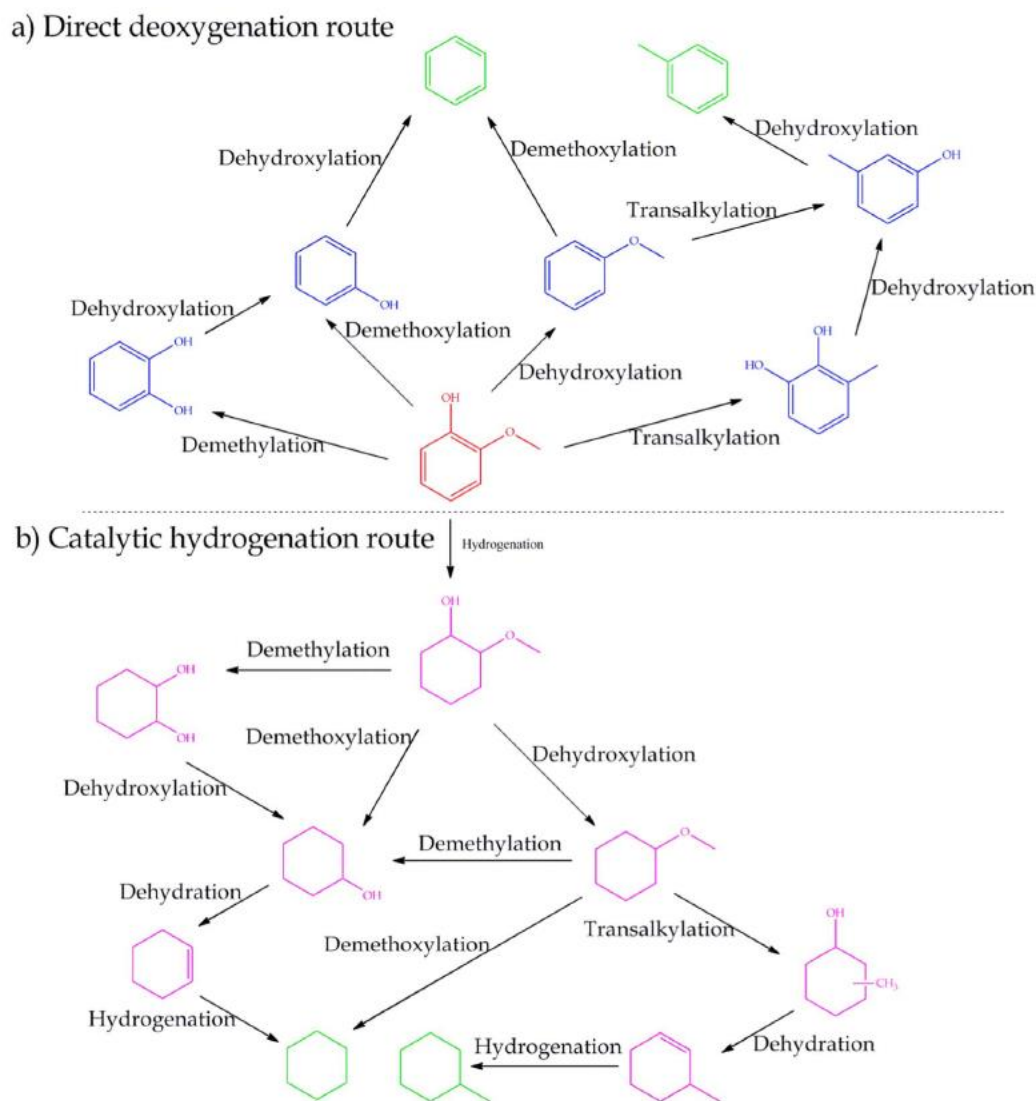 a) Direct deoxygenation route
Dehydroxylation
Demethoxylation
Dehydroxylation
OH
Transalkylation
O
OH
Dehydroxylation
Dehydroxylation
Demethoxylation
OH
OH
Dehydroxylation
OH
HO
OH
O
Demethylation
Transalkylation
b) Catalytic hydrogenation route
Hydrogenation
OH
O
Demethylation
OH
OH
Demethoxylation
Dehydroxylation
Dehydroxylation
Demethylation
O
OH
Dehydration
Demethoxylation
Transalkylation
OH
CH3
Hydrogenation
Hydrogenation
Dehydration